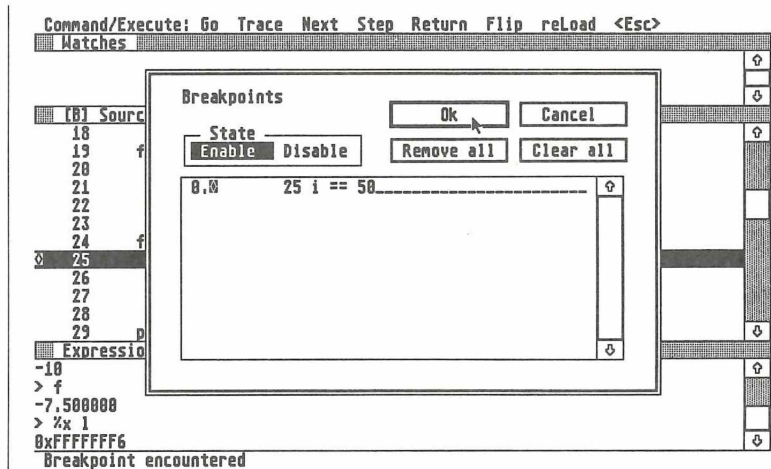 Command/Execute: Go Trace Next Step Return Flip reLoad <Esc>
Watches
Breakpoints
Ok
Cancel
State
Enable Disable
Remove all
Clear all
0. 25 i == 50
[B] Sourc
18
19 f
20
21
22
23
24 f
25
26
27
28
29 p
Expressio
-10
> f
-7.500000
> %x l
0xFFFFFFF6
Breakpoint encountered